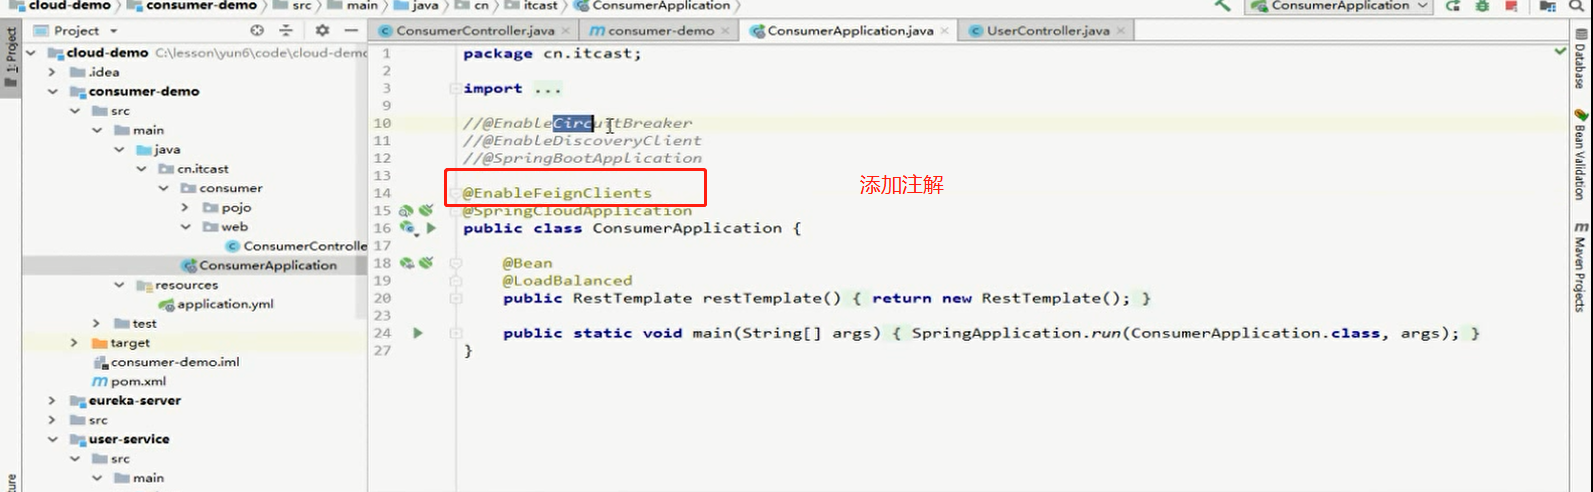 cloud-demo consumer-demo src main java cn itcast ConsumerApplication
ConsumerApplication
1: Project
Project
cloud-demo C:\lesson\yun6\code\cloud-demo
.idea
consumer-demo
src
main
java
cn.itcast
consumer
pojo
web
ConsumerControlle
ConsumerApplication
resources
application.yml
test
target
consumer-demo.iml
pom.xml
eureka-server
src
user-service
src
main
ConsumerController.java
consumer-demo
ConsumerApplication.java
UserController.java
1 package cn.itcast;
2
3 import ...
9
10 //@EnableCircuitBreaker
11 //@EnableDiscoveryClient
12 //@SpringBootApplication
13
14 @EnableFeignClients
15 @SpringCloudApplication
16 public class ConsumerApplication {
17
18 @Bean
19 @LoadBalanced
20 public RestTemplate restTemplate() { return new RestTemplate(); }
23
24 public static void main(String[] args) { SpringApplication.run(ConsumerApplication.class, args); }
27 }
添加注解
Database
Bean Validation
Maven Projects